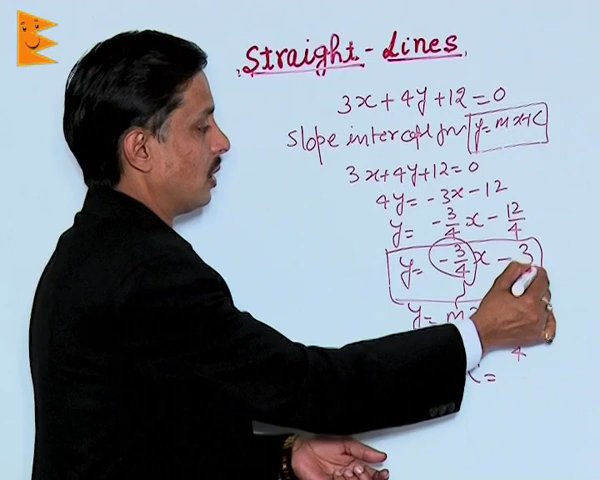 Straight - Lines
3x + 4y + 12 = 0
Slope intercept form y = mx + c
3x + 4y + 12 = 0
4y = -3x - 12
y = -3/4 x - 12/4
y = -3/4 x - 3
y = m
4
=